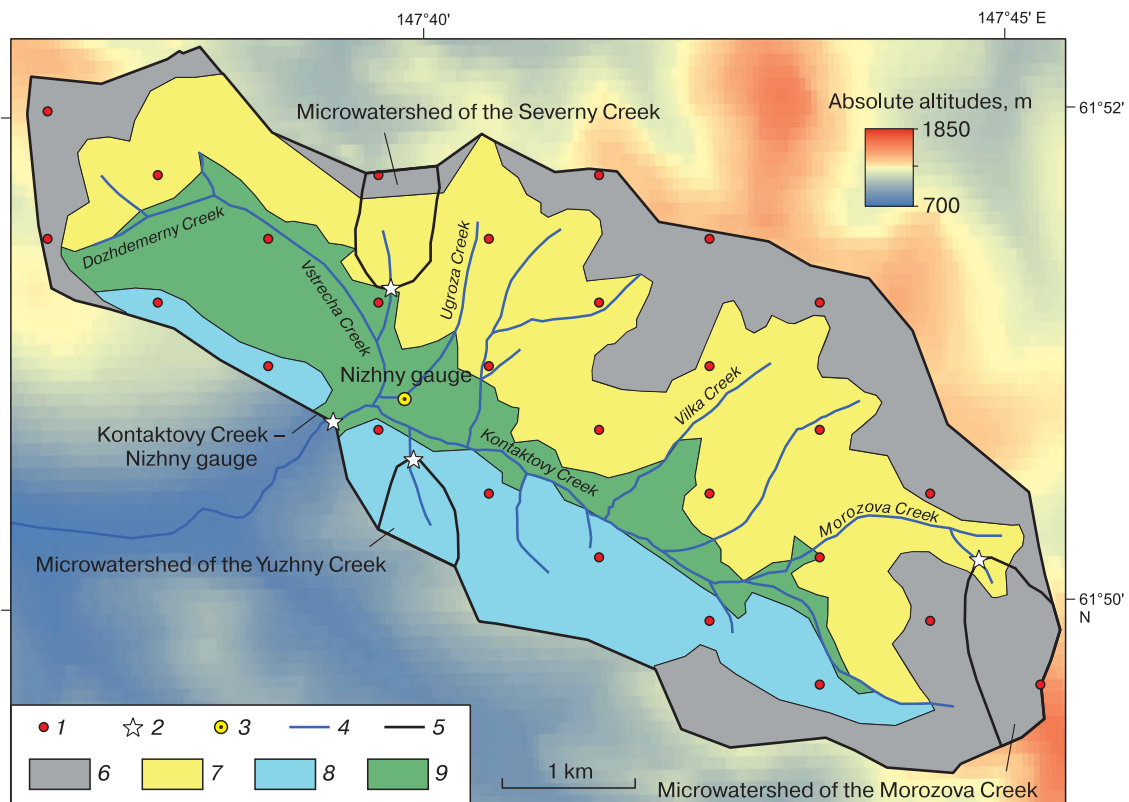 147°40'
147°45' E
Microwatershed of the Severny Creek
Absolute altitudes, m
1850
700
61°52'
Dozhdemerny Creek
Vstrecha Creek
Ugroza Creek
Nizhny gauge
Vilka Creek
Kontaktovy Creek –
Nizhny gauge
Kontaktovy Creek
Morozova Creek
Microwatershed of the Yuzhny Creek
61°50'
N
1 2 3 4 5
6 7 8 9
1 km
Microwatershed of the Morozova Creek